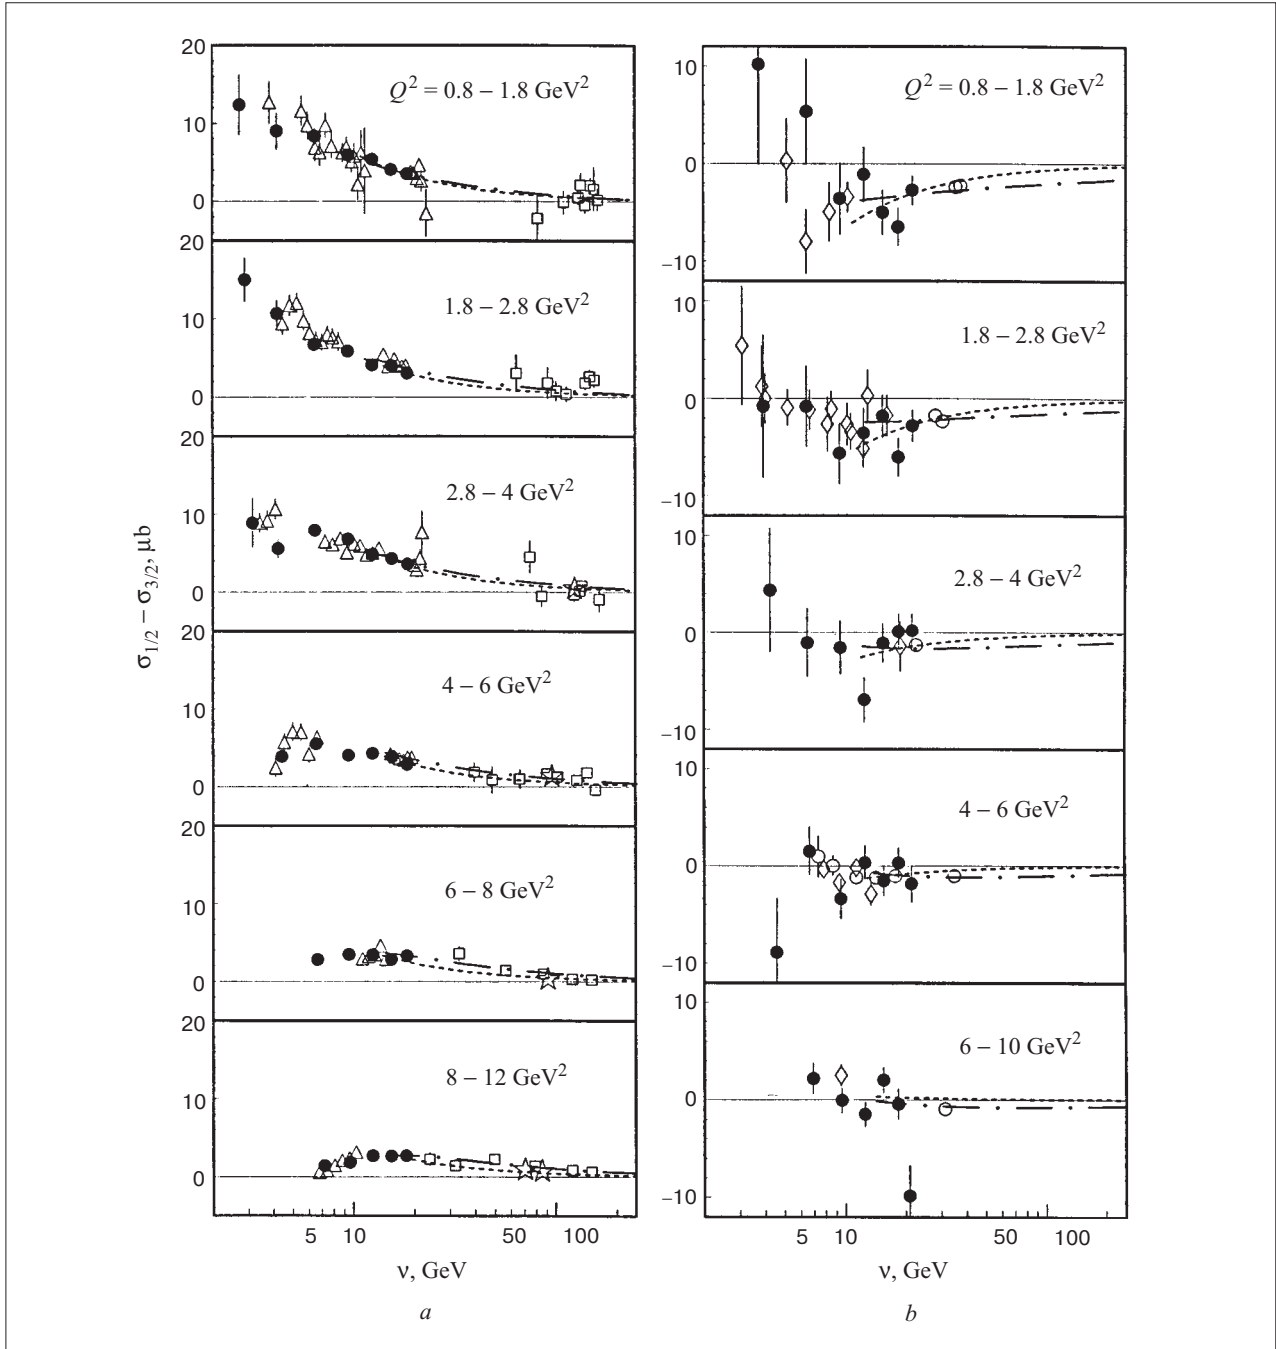 σ1/2 – σ3/2, μb
20
Q² = 0.8 – 1.8 GeV²
10
0
20
1.8 – 2.8 GeV²
10
0
20
2.8 – 4 GeV²
10
0
20
4 – 6 GeV²
10
0
20
6 – 8 GeV²
10
0
20
8 – 12 GeV²
10
0
5 10 50 100
ν, GeV
a
10
Q² = 0.8 – 1.8 GeV²
0
–10
10
1.8 – 2.8 GeV²
0
–10
10
2.8 – 4 GeV²
0
–10
10
4 – 6 GeV²
0
–10
10
6 – 10 GeV²
0
–10
5 10 50 100
ν, GeV
b